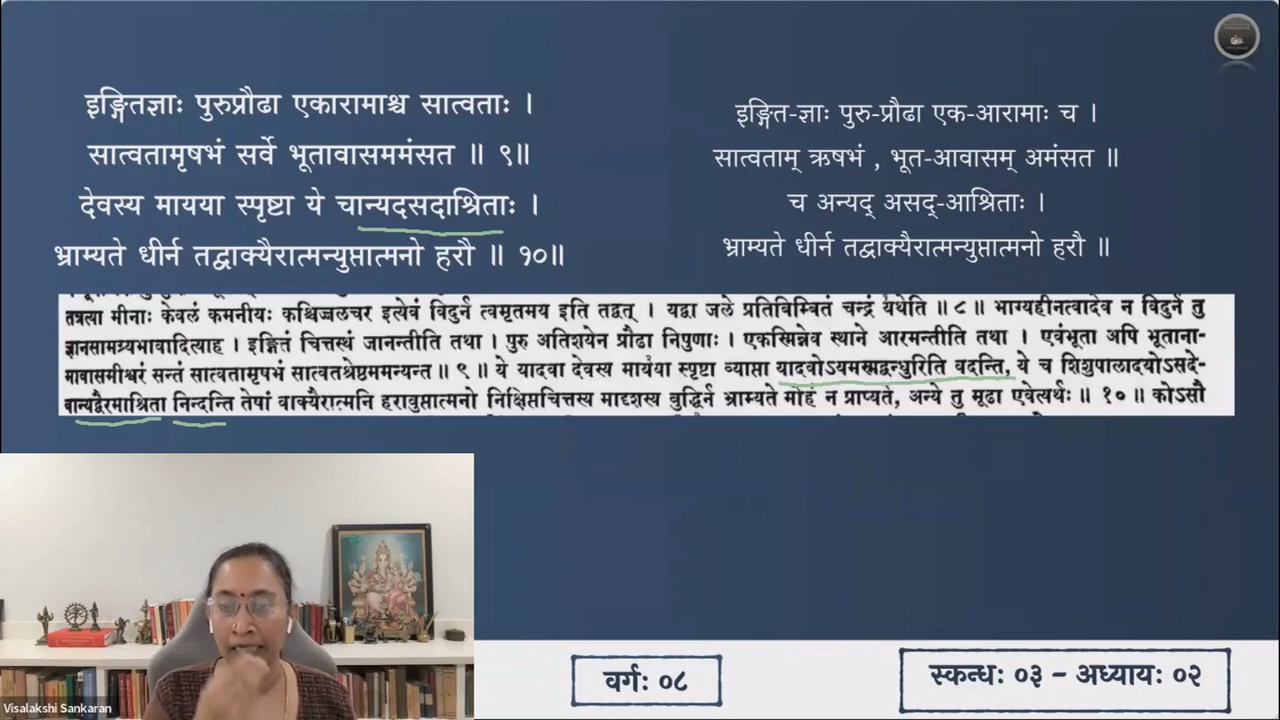 इङ्गितज्ञाः पुरुप्रौढा एकारामाश्च सात्वताः ।
सात्वतामृषभं सर्वे भूतावासममंसत ॥ ९॥
देवस्य मायया स्पृष्टा ये चान्यदसदाश्रिताः ।
भ्राम्यते धीर्न तद्वाक्यैरात्मन्युप्तात्मनो हरौ ॥ १०॥
इङ्गित-ज्ञाः पुरु-प्रौढा एक-आरामाः च ।
सात्वताम् ऋषभं , भूत-आवासम् अमंसत ॥
च अन्यद् असद्-आश्रिताः ।
भ्राम्यते धीर्न तद्वाक्यैरात्मन्युप्तात्मनो हरौ ॥
तत्रत्या मीनाः केवलं कमनीयः कश्चिज्जलचर इत्येवं विदुर्न त्वमृतमय इति तद्वत् । यद्वा जले प्रतिबिम्बितं चन्द्रं यथेति ॥ ८ ॥ भाग्यहीनत्वादेव न विदुर्न तु
ज्ञानसामग्र्यभावादित्याह । इङ्गितं चित्तस्थं जानन्तीति तथा । पुरु अतिशयेन प्रौढा निपुणाः । एकस्मिन्नेव स्थाने आरमन्तीति तथा । एवंभूता अपि भूताना-
मावासमीश्वरं सन्तं सात्वतामृषभं सात्वतश्रेष्ठममन्यन्त ॥ ९ ॥ ये यादवा देवस्य मायया स्पृष्टा व्याप्ता यादवोऽयमस्मद्बन्धुरिति वदन्ति, ये च शिशुपालादयोऽसदे-
वान्यद्वैरमाश्रिता निन्दन्ति तेषां वाक्यैरात्मनि हरावुप्तात्मनो निक्षिप्तचित्तस्य मादृशस्य बुद्धिर्न भ्राम्यते मोहं न प्राप्यते, अन्ये तु मूढा एवेत्यर्थः ॥ १० ॥ कोऽसौ
वर्गः ०८
स्कन्धः ०३ – अध्यायः ०२
Visalakshi Sankaran